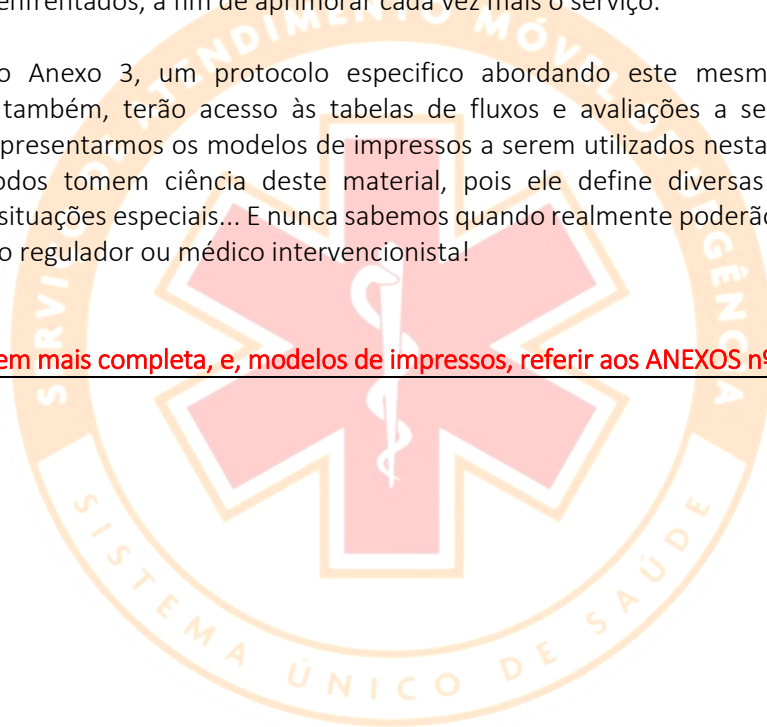 enfrentados, a fim de aprimorar cada vez mais o serviço.
o Anexo 3, um protocolo especifico abordando este mesm
também, terão acesso às tabelas de fluxos e avaliações a se
presentarmos os modelos de impressos a serem utilizados nesta
odos tomem ciência deste material, pois ele define diversas
situações especiais... E nunca sabemos quando realmente poderão
o regulador ou médico intervencionista!
em mais completa, e, modelos de impressos, referir aos ANEXOS nº
SERVIÇO DE ATENDIMENTO MÓVEL DE URGÊNCIA
SISTEMA ÚNICO DE SAÚDE